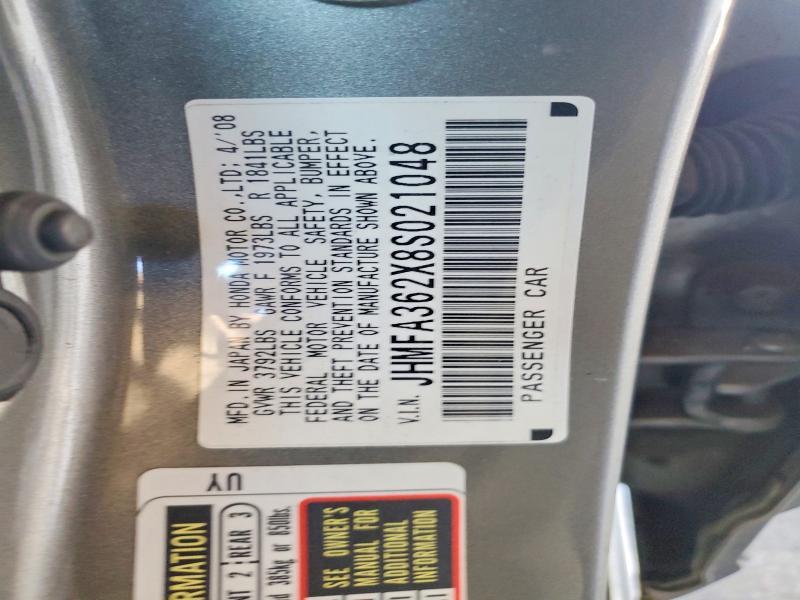 MFD. IN JAPAN BY HONDA MOTOR CO.,LTD; 4/'08
GVWR 3792LBS GAWR F 1973LBS R 1841LBS
THIS VEHICLE CONFORMS TO ALL APPLICABLE
FEDERAL MOTOR VEHICLE SAFETY, BUMPER,
AND THEFT PREVENTION STANDARDS IN EFFECT
ON THE DATE OF MANUFACTURE SHOWN ABOVE.
V.I.N. JHMFA362X8S021048
PASSENGER CAR
UY
ORMATION
NT 2 REAR 3
d 385kg or 850lbs.
SEE OWNER'S
MANUAL FOR
ADDITIONAL
INFORMATION